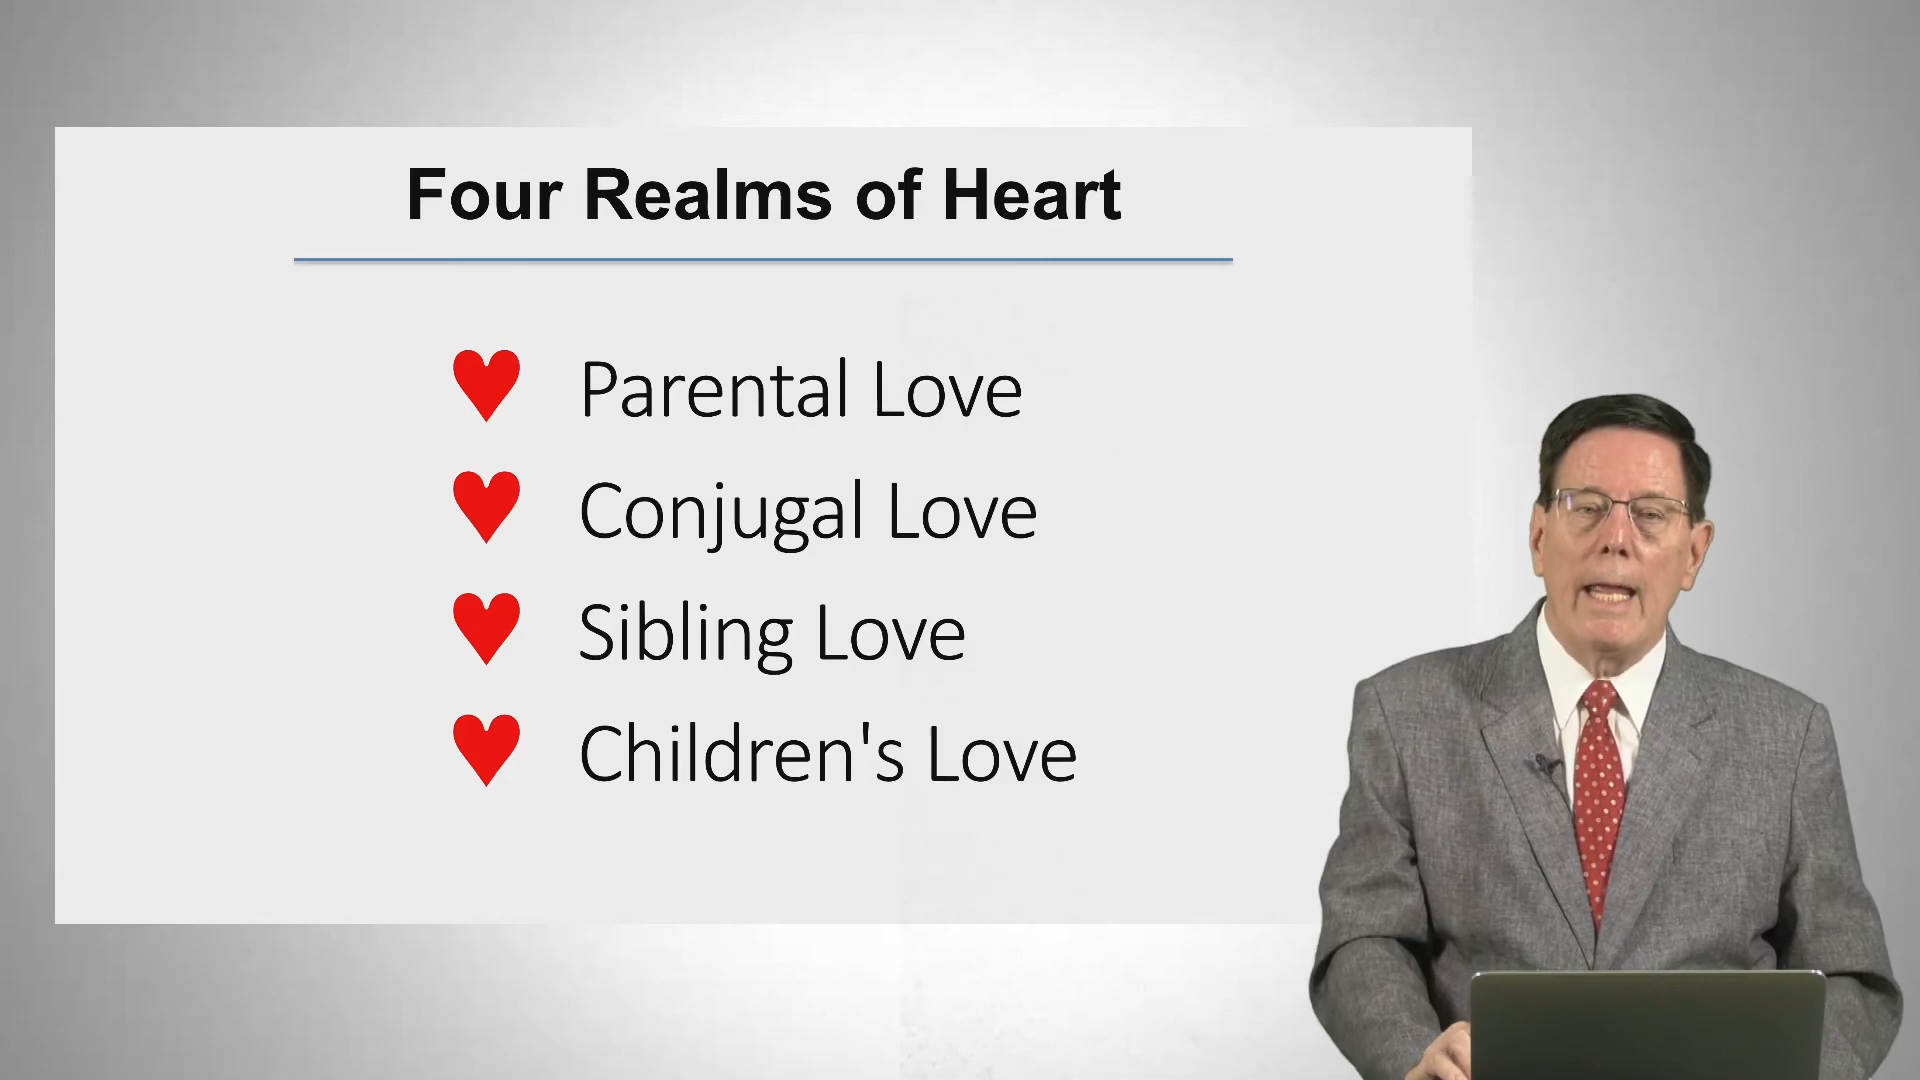 Four Realms of Heart
Parental Love
Conjugal Love
Sibling Love
Children's Love